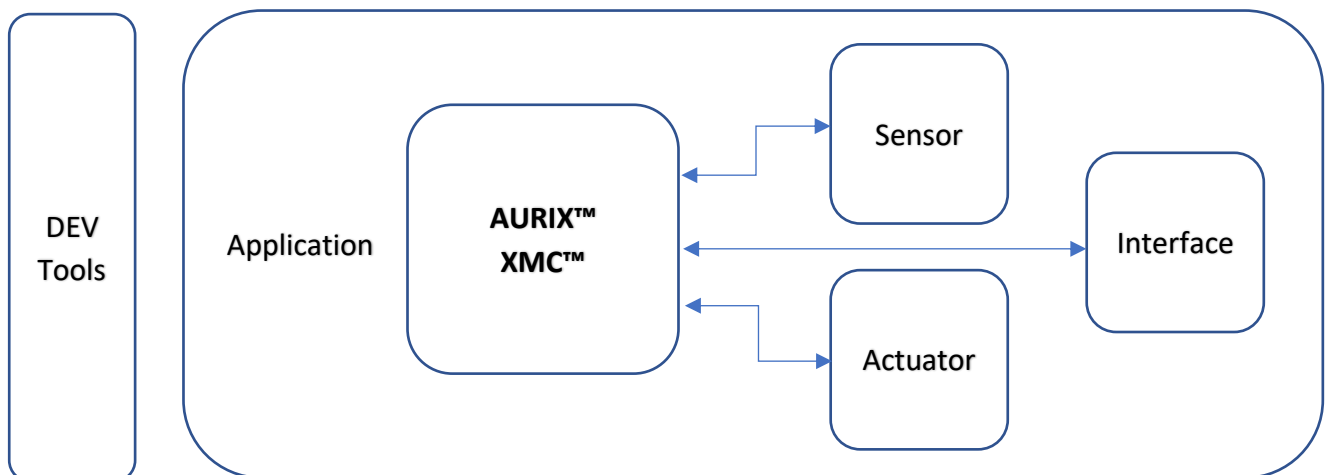 DEV
Tools
Application
AURIX™
XMC™
Sensor
Interface
Actuator